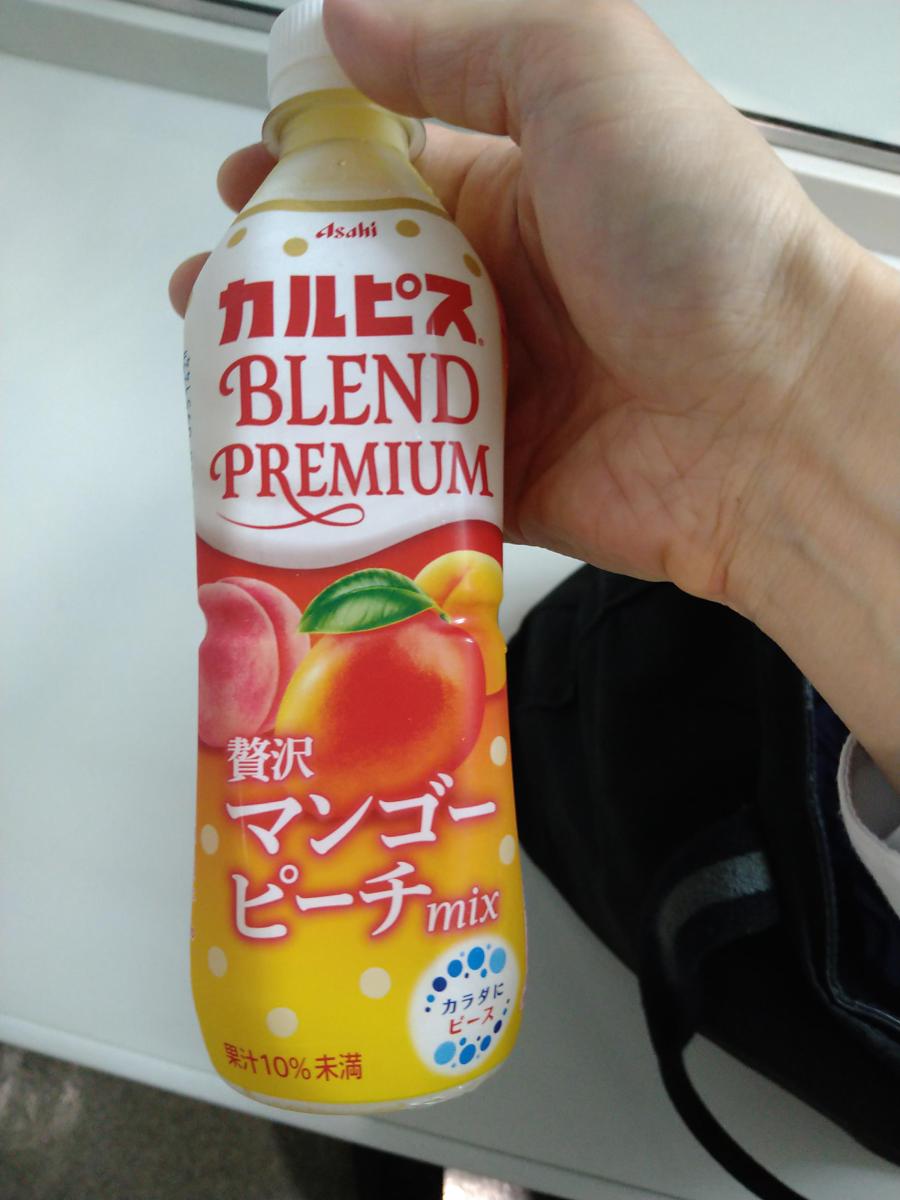 Asahi
カルピス®
BLEND
PREMIUM
贅沢
マンゴー
ピーチmix
カラダに
ピース
果汁10%未満